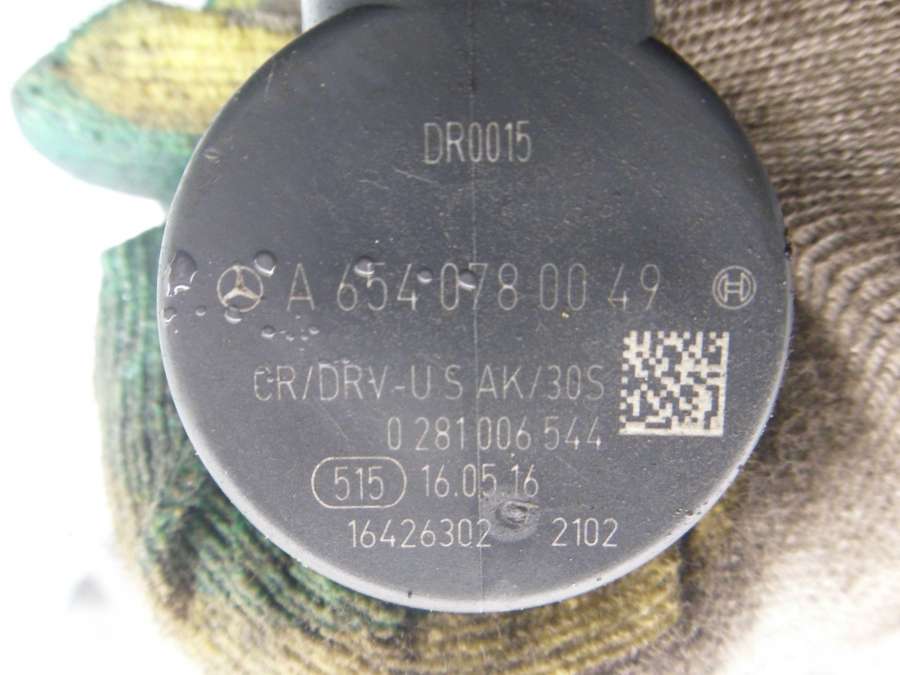 DR0015
A 654 078 00 49
CR/DRV-U S AK/30S
0 281 006 544
515 16.05.16
16426302 2102